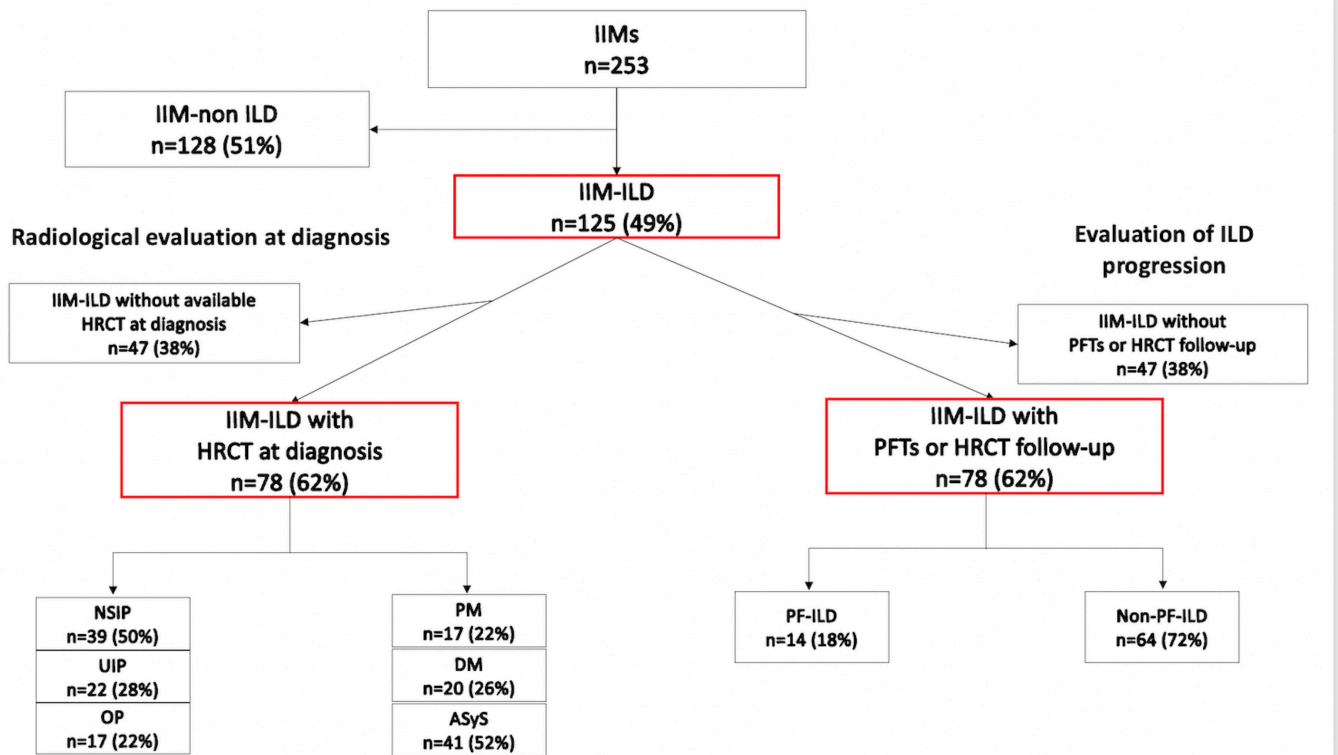 IIMs
n=253
IIM-non ILD
n=128 (51%)
IIM-ILD
n=125 (49%)
Radiological evaluation at diagnosis
Evaluation of ILD
progression
IIM-ILD without available
HRCT at diagnosis
n=47 (38%)
IIM-ILD without
PFTs or HRCT follow-up
n=47 (38%)
IIM-ILD with
HRCT at diagnosis
n=78 (62%)
IIM-ILD with
PFTs or HRCT follow-up
n=78 (62%)
NSIP
n=39 (50%)
UIP
n=22 (28%)
OP
n=17 (22%)
PM
n=17 (22%)
DM
n=20 (26%)
ASyS
n=41 (52%)
PF-ILD
n=14 (18%)
Non-PF-ILD
n=64 (72%)